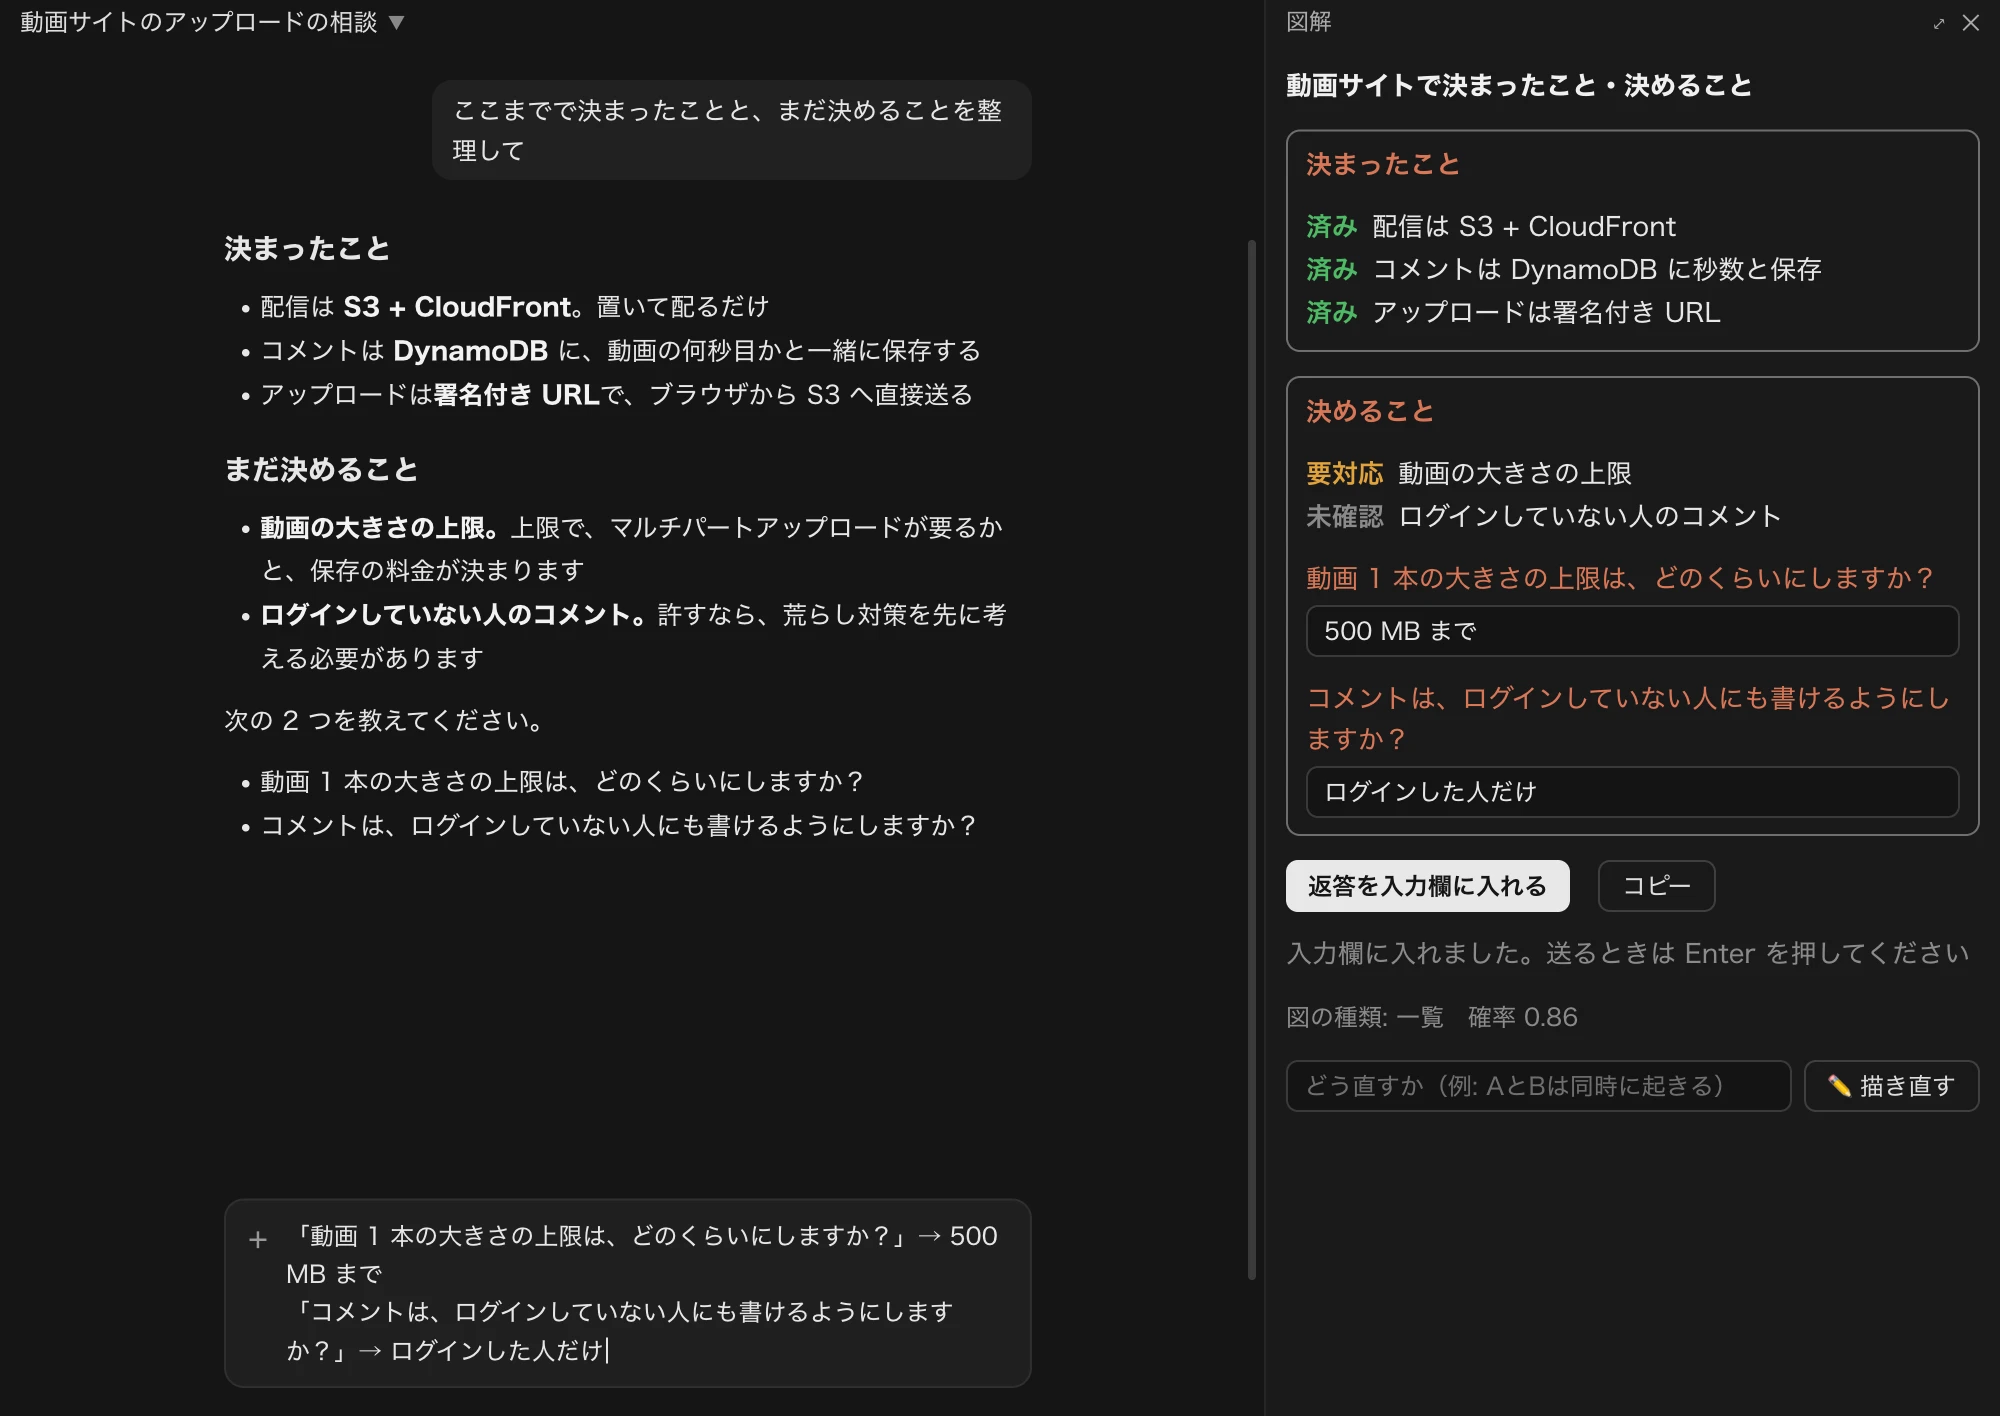 動画サイトのアップロードの相談 ▼
ここまでで決まったことと、まだ決めることを整
理して
決まったこと
• 配信は S3 + CloudFront。置いて配るだけ
• コメントは DynamoDB に、動画の何秒目かと一緒に保存する
• アップロードは署名付き URLで、ブラウザから S3 へ直接送る
まだ決めること
• 動画の大きさの上限。上限で、マルチパートアップロードが要るか
と、保存の料金が決まります
• ログインしていない人のコメント。許すなら、荒らし対策を先に考
える必要があります
次の 2 つを教えてください。
• 動画 1 本の大きさの上限は、どのくらいにしますか？
• コメントは、ログインしていない人にも書けるようにしますか？
+ 「動画 1 本の大きさの上限は、どのくらいにしますか？」→ 500
MB まで
「コメントは、ログインしていない人にも書けるようにします
か？」→ ログインした人だけ
図解
動画サイトで決まったこと・決めること
決まったこと
済み 配信は S3 + CloudFront
済み コメントは DynamoDB に秒数と保存
済み アップロードは署名付き URL
決めること
要対応 動画の大きさの上限
未確認 ログインしていない人のコメント
動画 1 本の大きさの上限は、どのくらいにしますか？
500 MB まで
コメントは、ログインしていない人にも書けるようにし
ますか？
ログインした人だけ
返答を入力欄に入れる コピー
入力欄に入れました。送るときは Enter を押してください
図の種類: 一覧 確率 0.86
どう直すか（例: AとBは同時に起きる） ✏️ 描き直す